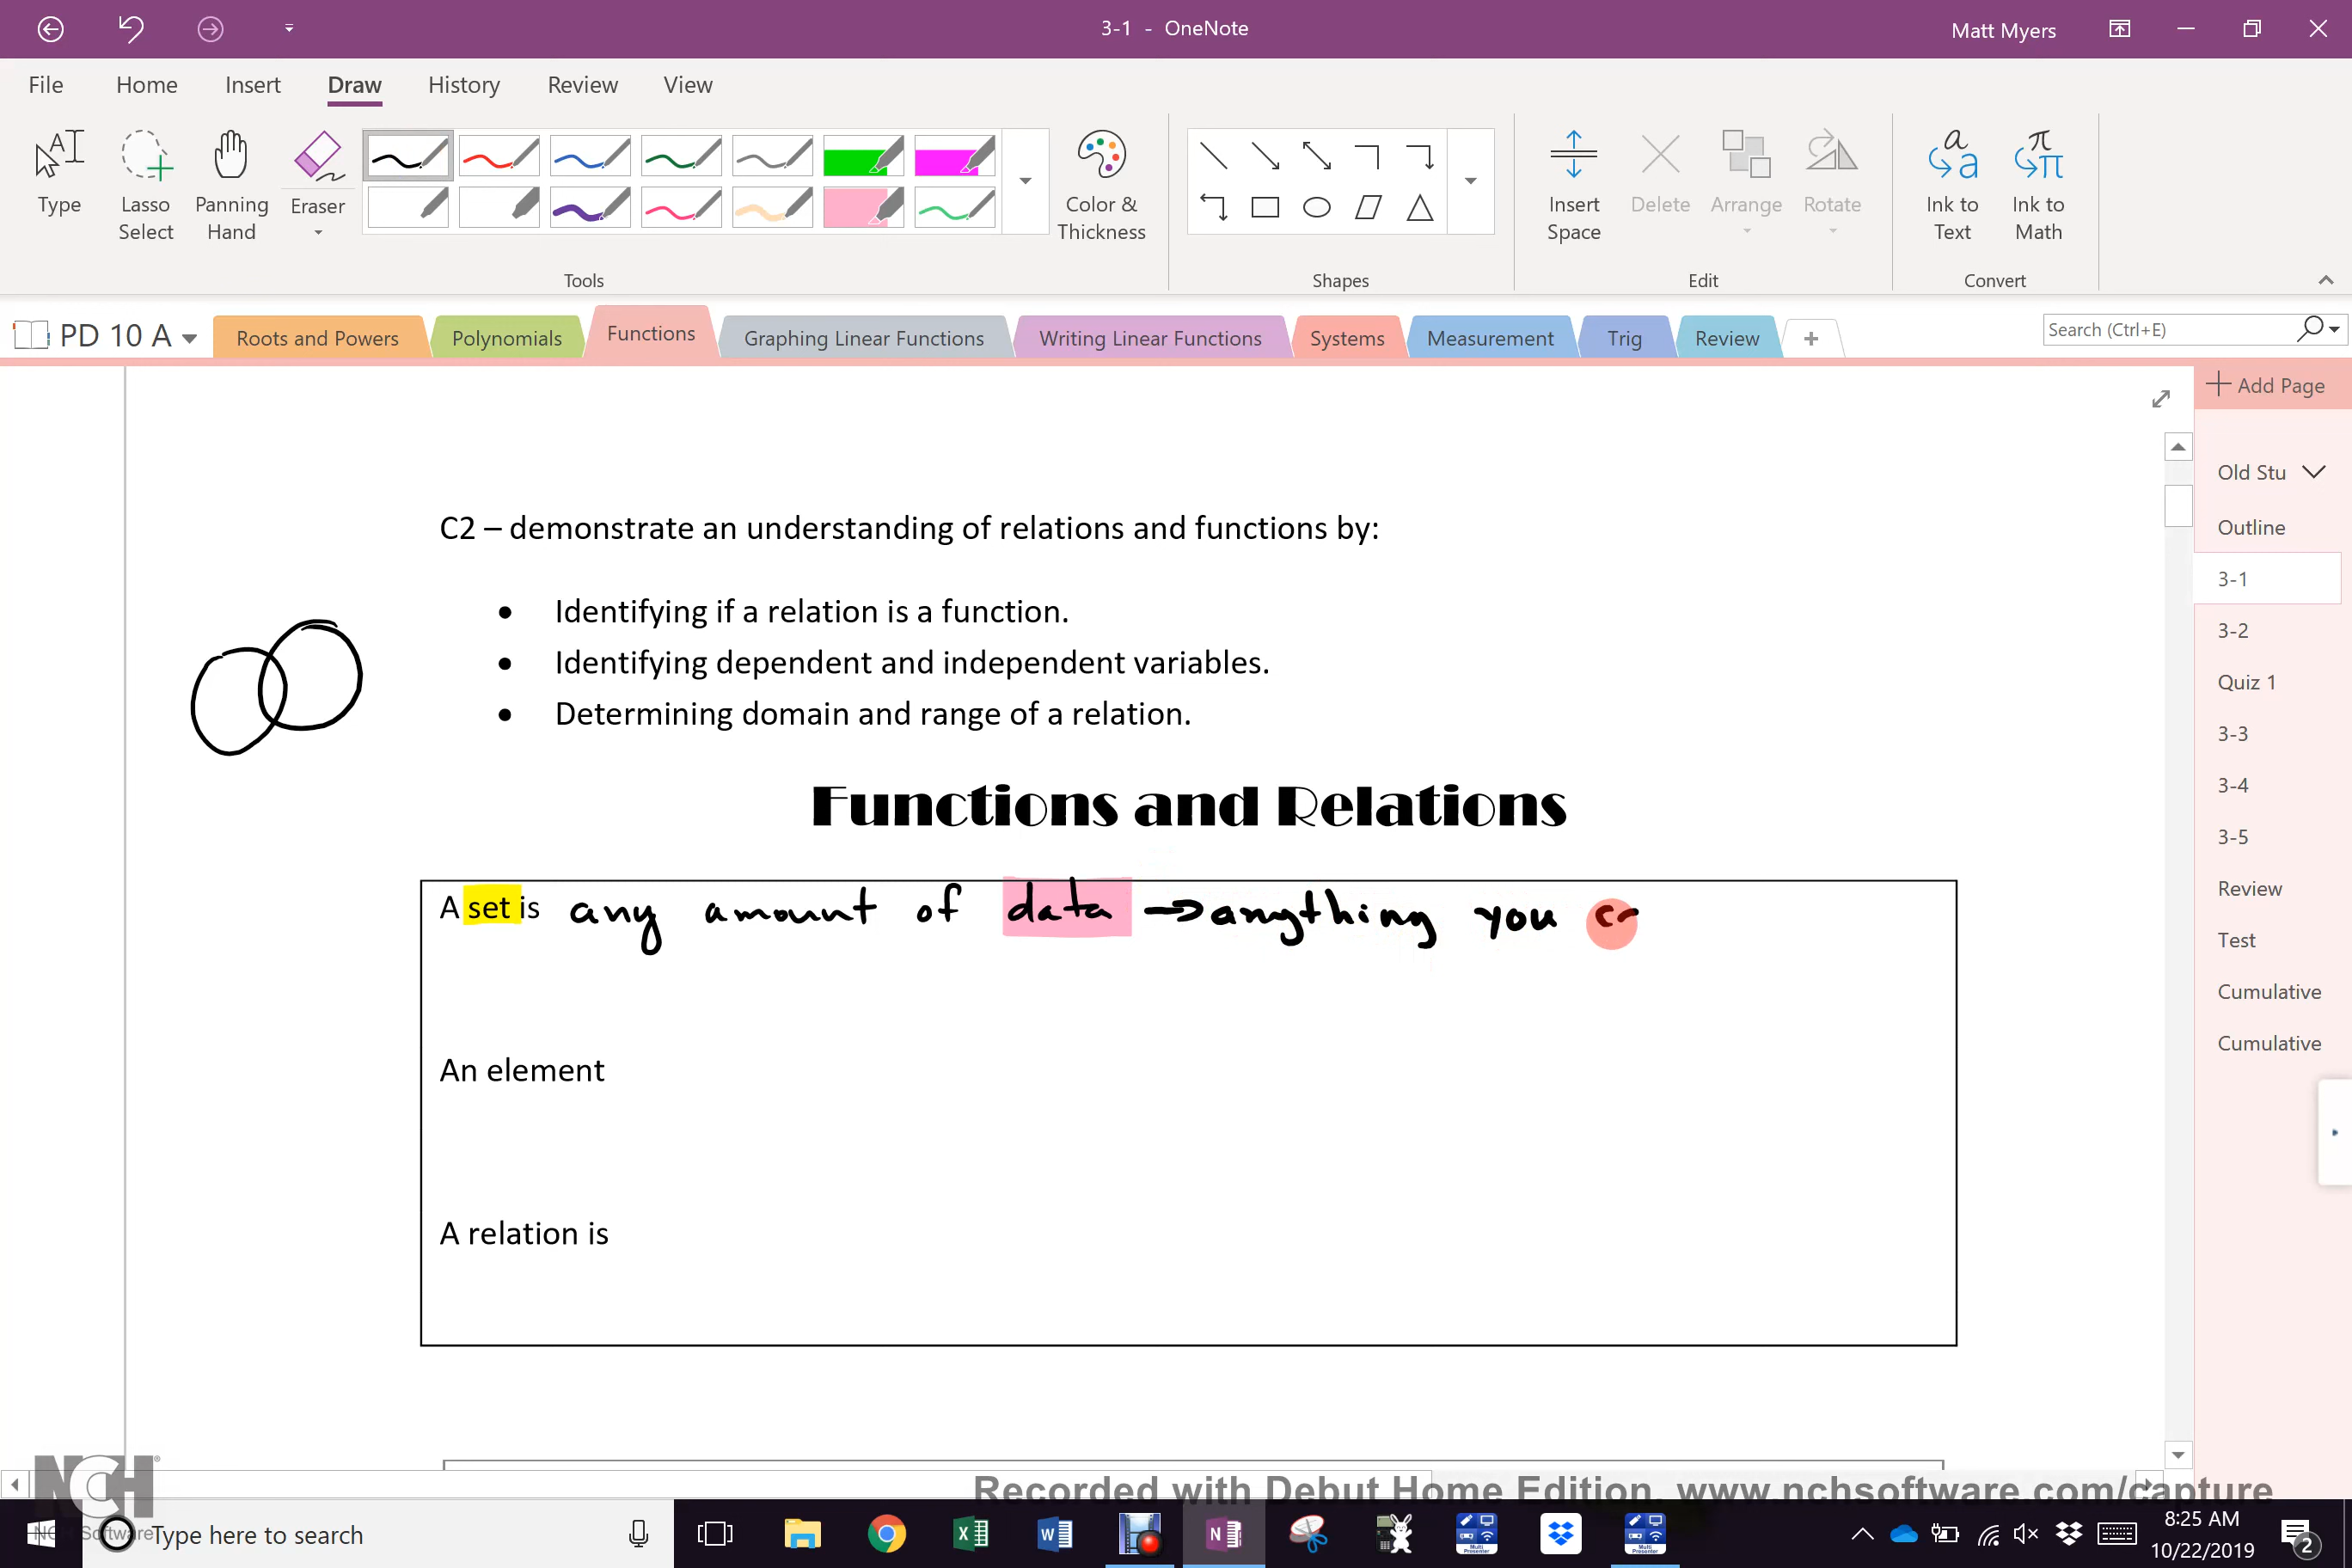 3-1 - OneNote
Matt Myers
File Home Insert Draw History Review View
Type
Lasso Select
Panning Hand
Eraser
Color & Thickness
Insert Space
Delete
Arrange
Rotate
Ink to Text
Ink to Math
Tools
Shapes
Edit
Convert
PD 10 A
Roots and Powers
Polynomials
Functions
Graphing Linear Functions
Writing Linear Functions
Systems
Measurement
Trig
Review
Search (Ctrl+E)
Add Page
Old Stu
Outline
3-1
3-2
Quiz 1
3-3
3-4
3-5
Review
Test
Cumulative
Cumulative
C2 – demonstrate an understanding of relations and functions by:
• Identifying if a relation is a function.
• Identifying dependent and independent variables.
• Determining domain and range of a relation.
Functions and Relations
A set is any amount of data → anything you
An element
A relation is
NCH
NCH Software
Recorded with Debut Home Edition. www.nchsoftware.com/capture
Type here to search
8:25 AM
10/22/2019
2